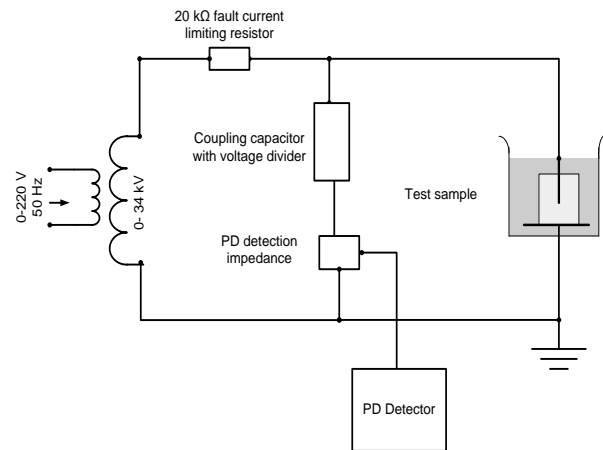 20 kΩ fault current
limiting resistor
Coupling capacitor
with voltage divider
0-220 V
50 Hz
0- 34 kV
Test sample
PD detection
impedance
PD Detector